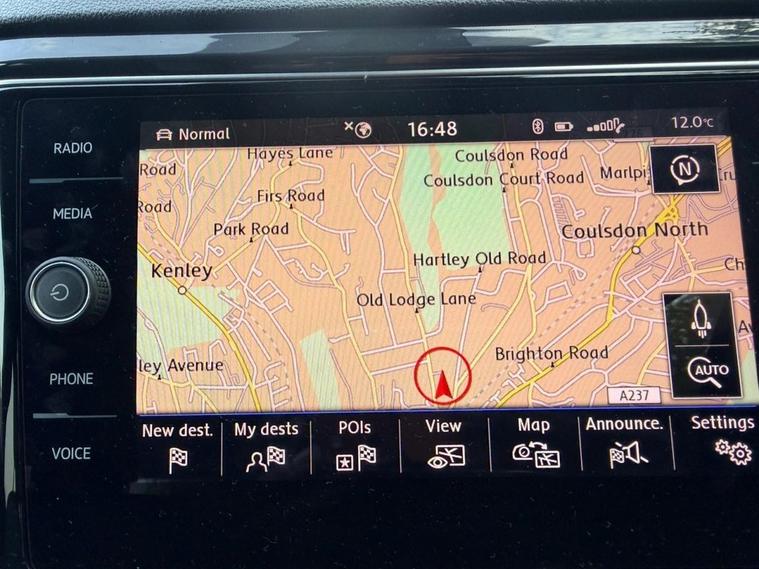 Normal
16:48
12.0°C
RADIO
MEDIA
PHONE
VOICE
Hayes Lane
Coulsdon Road
Road
Coulsdon Court Road
Marlpi
N
Firs Road
Road
Park Road
Coulsdon North
Hartley Old Road
Kenley
Old Lodge Lane
Brighton Road
ley Avenue
AUTO
A237
New dest.
My dests
POIs
View
Map
Announce.
Settings